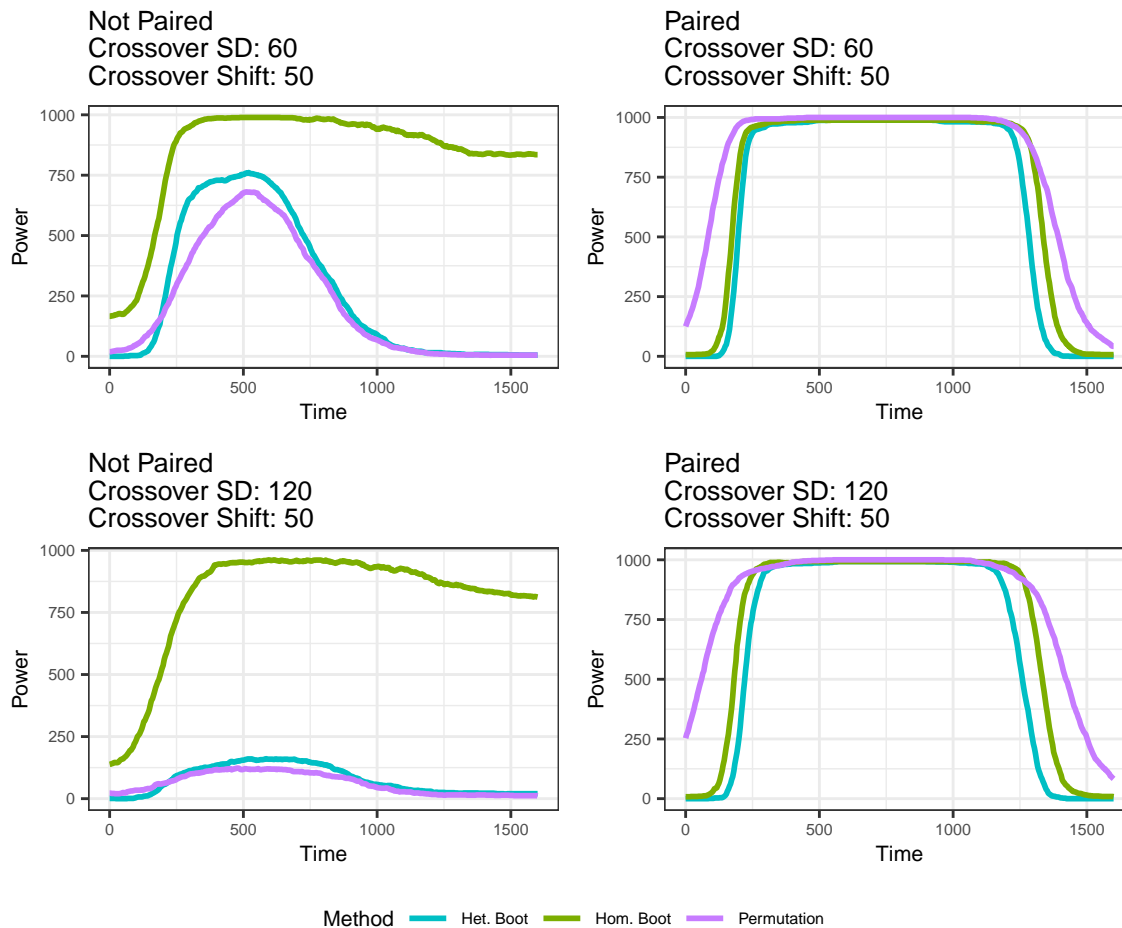 Not Paired
Crossover SD: 60
Crossover Shift: 50
1000
750
500
250
0
Power
0
500
1000
1500
Time
Paired
Crossover SD: 60
Crossover Shift: 50
1000
750
500
250
0
Power
0
500
1000
1500
Time
Not Paired
Crossover SD: 120
Crossover Shift: 50
1000
750
500
250
0
Power
0
500
1000
1500
Time
Paired
Crossover SD: 120
Crossover Shift: 50
1000
750
500
250
0
Power
0
500
1000
1500
Time
Method Het. Boot Hom. Boot Permutation